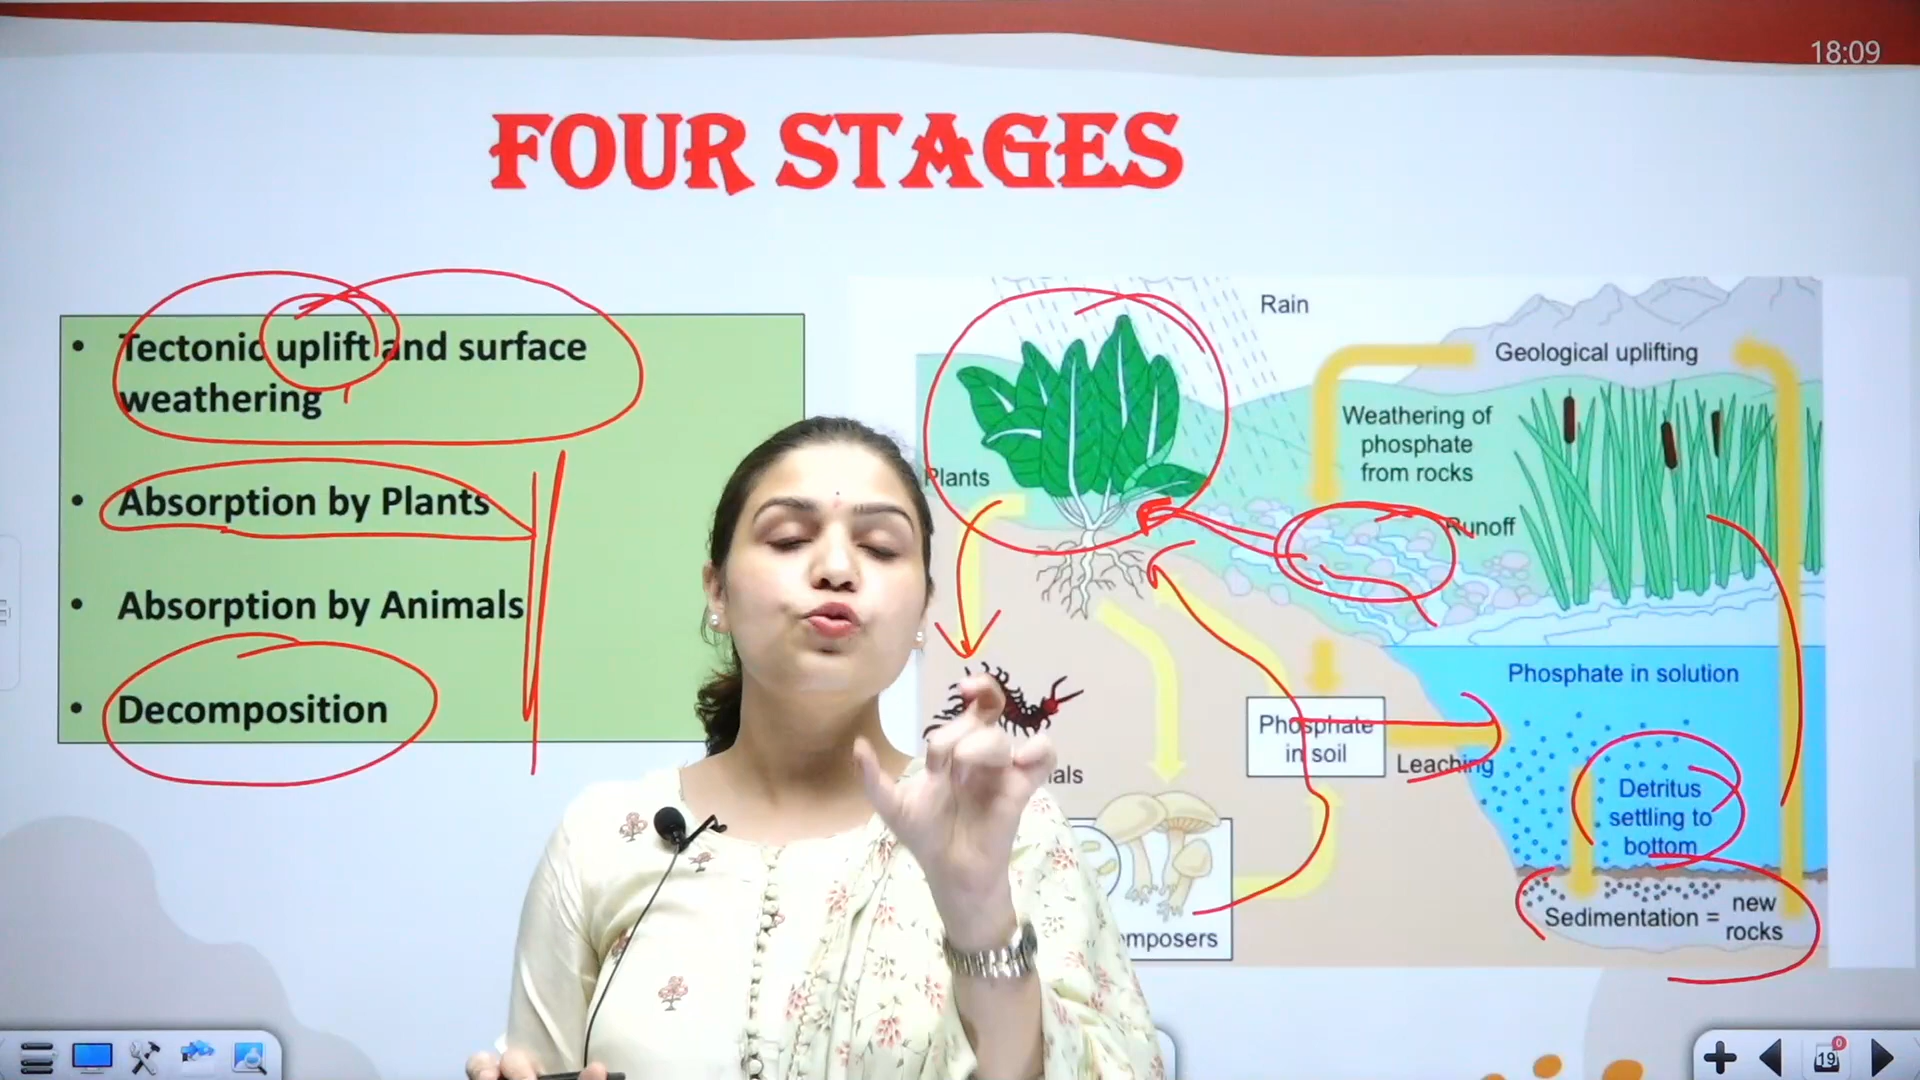 18:09
FOUR STAGES
• Tectonic uplift and surface
weathering
• Absorption by Plants
• Absorption by Animals
• Decomposition
Rain
Geological uplifting
Weathering of
phosphate
from rocks
Plants
Runoff
Phosphate in solution
Phosphate
in soil
Leaching
Detritus
settling to
bottom
Sedimentation = new
rocks
19
0